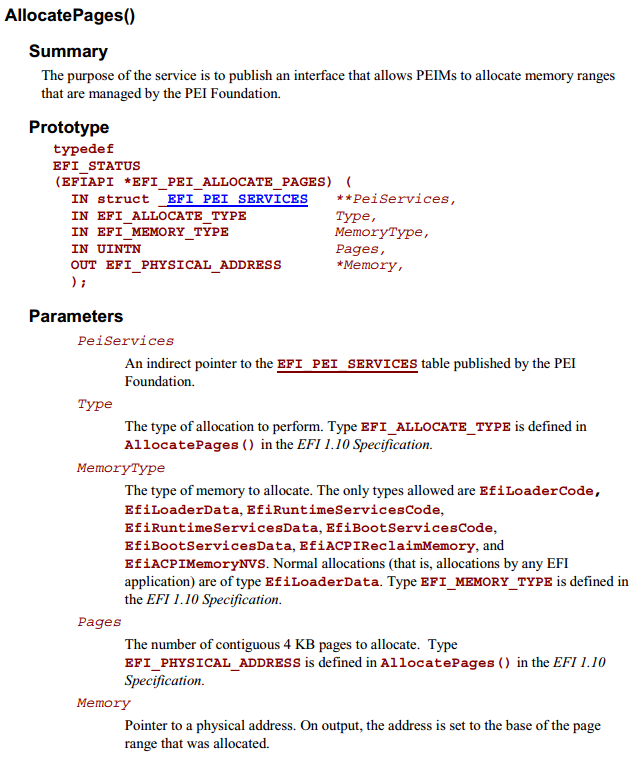 AllocatePages()
Summary
The purpose of the service is to publish an interface that allows PEIMs to allocate memory ranges
that are managed by the PEI Foundation.
Prototype
typedef
EFI_STATUS
(EFIAPI *EFI_PEI_ALLOCATE_PAGES) (
IN struct _EFI_PEI_SERVICES **PeiServices,
IN EFI_ALLOCATE_TYPE Type,
IN EFI_MEMORY_TYPE MemoryType,
IN UINTN Pages,
OUT EFI_PHYSICAL_ADDRESS *Memory,
);
Parameters
PeiServices
An indirect pointer to the EFI_PEI_SERVICES table published by the PEI
Foundation.
Type
The type of allocation to perform. Type EFI_ALLOCATE_TYPE is defined in
AllocatePages() in the EFI 1.10 Specification.
MemoryType
The type of memory to allocate. The only types allowed are EfiLoaderCode,
EfiLoaderData, EfiRuntimeServicesCode,
EfiRuntimeServicesData, EfiBootServicesCode,
EfiBootServicesData, EfiACPIReclaimMemory, and
EfiACPIMemoryNVS. Normal allocations (that is, allocations by any EFI
application) are of type EfiLoaderData. Type EFI_MEMORY_TYPE is defined in
the EFI 1.10 Specification.
Pages
The number of contiguous 4 KB pages to allocate. Type
EFI_PHYSICAL_ADDRESS is defined in AllocatePages() in the EFI 1.10
Specification.
Memory
Pointer to a physical address. On output, the address is set to the base of the page
range that was allocated.